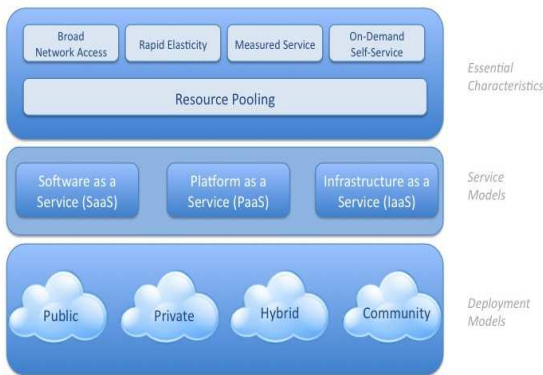 Broad
Network Access
Rapid Elasticity
Measured Service
On-Demand
Self-Service
Resource Pooling
Essential
Characteristics
Software as a
Service (SaaS)
Platform as a
Service (PaaS)
Infrastructure as a
Service (IaaS)
Service
Models
Public
Private
Hybrid
Community
Deployment
Models